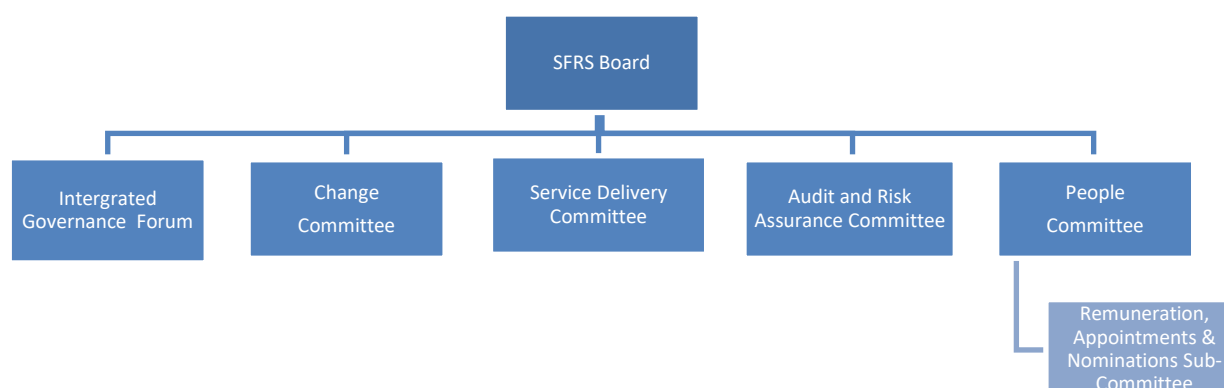 SFRS Board
Intergrated
Governance Forum
Change
Committee
Service Delivery
Committee
Audit and Risk
Assurance Committee
People
Committee
Remuneration,
Appointments &
Nominations Sub-
Committee